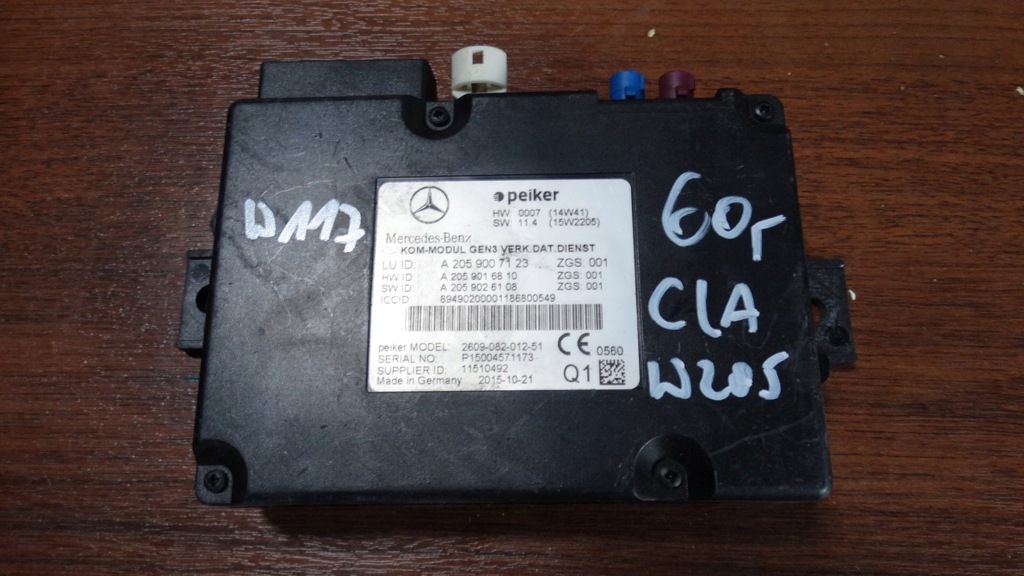 W117
peiker
HW: 0007 (14W41)
SW: 11.4 (15W2205)
Mercedes-Benz
KOM-MODUL GEN3 VERK.DAT.DIENST
LU ID: A 205 900 71 23 ZGS: 001
HW ID: A 205 901 68 10 ZGS: 001
SW ID: A 205 902 61 08 ZGS: 001
ICCID: 89490200001186800549
peiker MODEL: 2609-082-012-51
SERIAL NO: P15004571173
SUPPLIER ID: 11510492
Made in Germany 2015-10-21
CE 0560
Q1
60r
ClA
W205